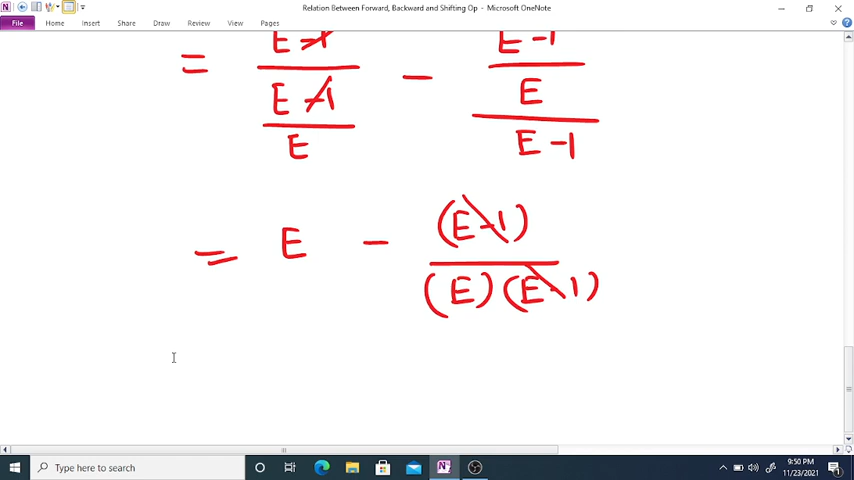 Relation Between Forward, Backward and Shifting Op - Microsoft OneNote
File Home Insert Share Draw Review View Pages
= E-1 / ((E-1) / E) - ((E-1) / E) / (E-1)
= E - (E-1) / (E)(E-1)
Type here to search
9:50 PM
11/23/2021